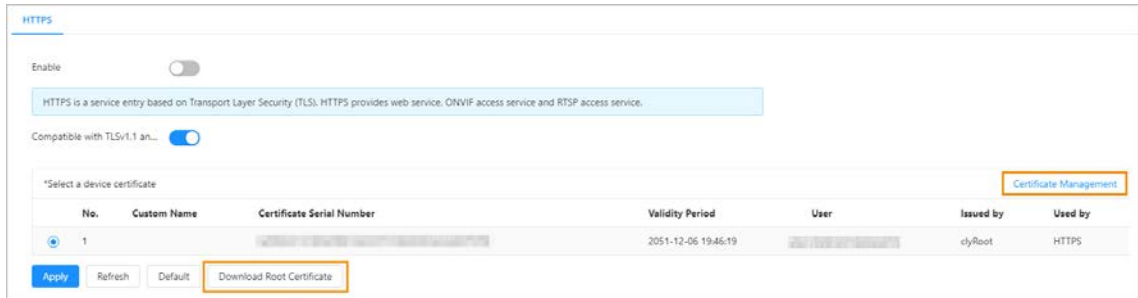 HTTPS
Enable
HTTPS is a service entry based on Transport Layer Security (TLS). HTTPS provides web service, ONVIF access service and RTSP access service.
Compatible with TLSv1.1 an...
*Select a device certificate Certificate Management
No. Custom Name Certificate Serial Number Validity Period User Issued by Used by
1 2051-12-06 19:46:19 clyRoot HTTPS
Apply Refresh Default Download Root Certificate